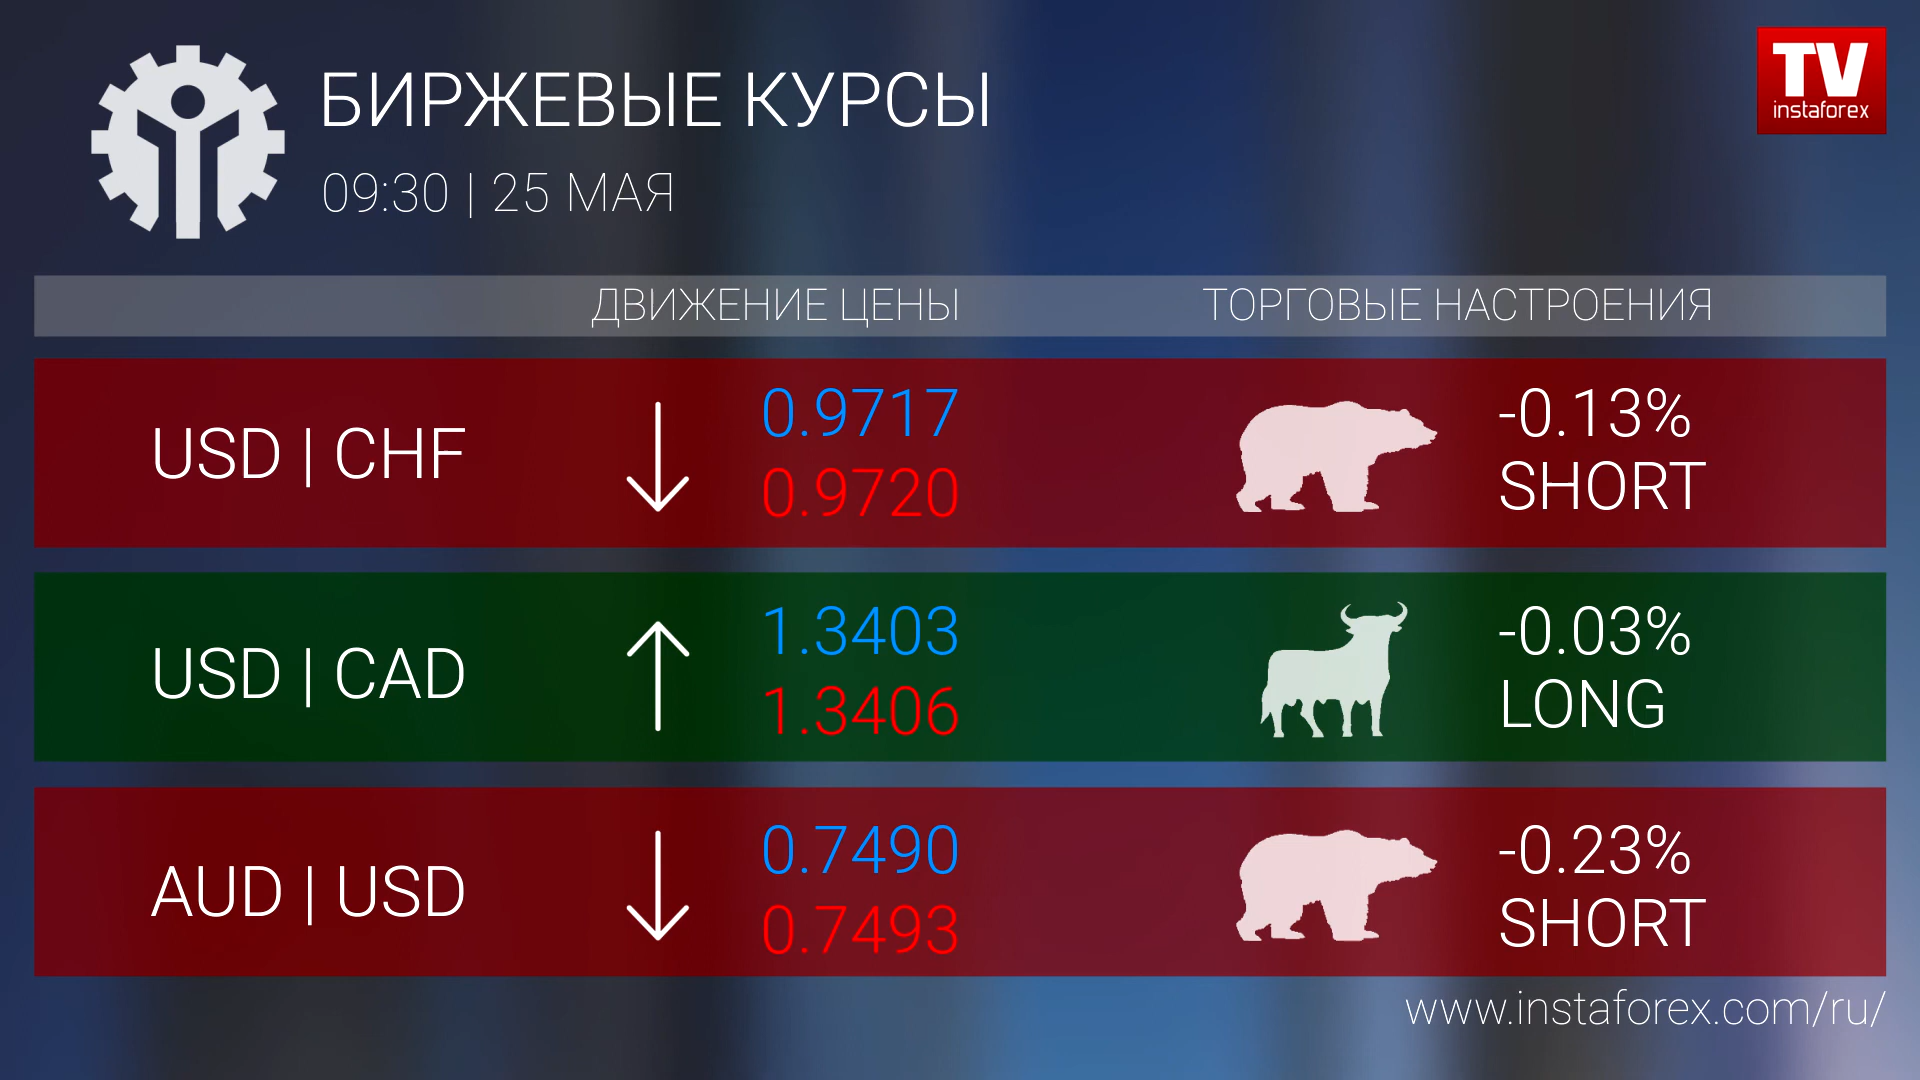 БИРЖЕВЫЕ КУРСЫ
TV
instaforex
09:30 | 25 МАЯ
ДВИЖЕНИЕ ЦЕНЫ
ТОРГОВЫЕ НАСТРОЕНИЯ
USD | CHF
0.9717
0.9720
-0.13%
SHORT
USD | CAD
1.3403
1.3406
-0.03%
LONG
AUD | USD
0.7490
0.7493
-0.23%
SHORT
www.instaforex.com/ru/